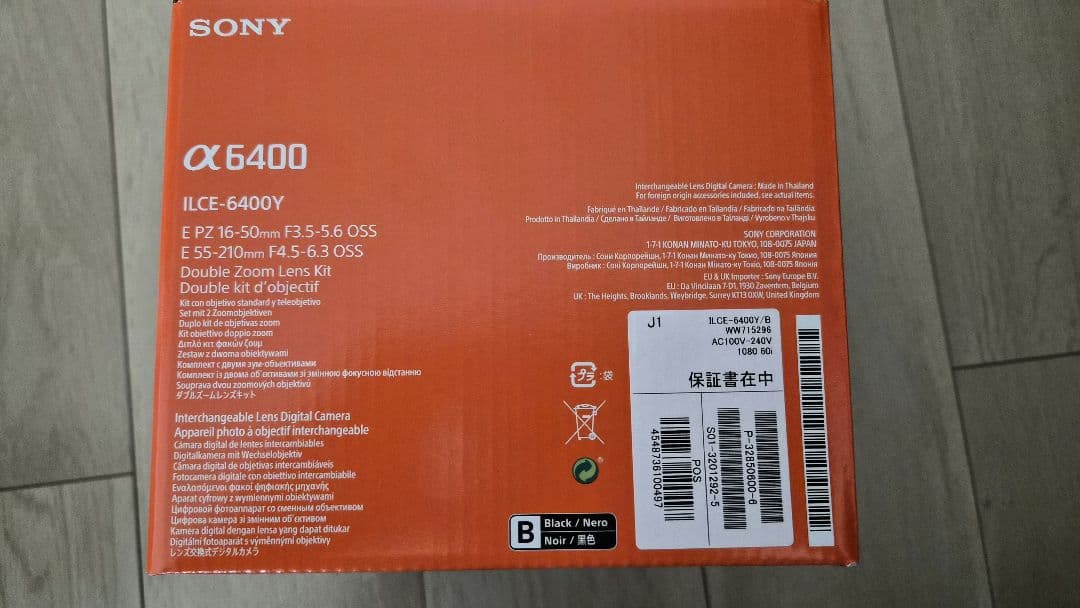 SONY
α6400
ILCE-6400Y
E PZ 16-50mm F3.5-5.6 OSS
E 55-210mm F4.5-6.3 OSS
Double Zoom Lens Kit
Double kit d'objectif
Kit con objetivo standard y teleobjetivo
Set mit 2 Zoomobjektiven
Duplo kit de objetivas zoom
Kit obiettivo doppio zoom
Διπλό κιτ φακών ζουμ
Zestaw z dwoma obiektywami
Комплект с двумя зум-объективами
Комплект із двома об'єктивами зі змінною фокусною відстанню
Souprava dvou zoomových objektivů
ダブルズームレンズキット
Interchangeable Lens Digital Camera
Appareil photo à objectif interchangeable
Cámara digital de lentes intercambiables
Digitalkamera mit Wechselobjektiv
Câmara digital de objetivas intercambiáveis
Fotocamera digitale con obiettivo intercambiabile
Εναλλασόμενοι φακοί ψηφιακής μηχανής
Aparat cyfrowy z wymiennymi obiektywami
Цифровой фотоаппарат со сменным объективом
Цифрова камера зі змінним об'єктивом
Kamera digital dengan lensa yang dapat ditukar
Digitální fotoaparát s výměnnými objektivy
レンズ交換式デジタルカメラ
Interchangeable Lens Digital Camera : Made in Thailand
For foreign origin accessories included, see actual items.
Fabriqué en Thaïlande / Fabricado en Tailandia / Fabricado na Tailândia
Prodotto in Thailandia / Сделано в Тайланде / Виготовлено в Таїланді / Vyrobeno v Thajsku
SONY CORPORATION
1-7-1 KONAN MINATO-KU TOKYO, 108-0075 JAPAN
Производитель : Сони Корпорейшн, 1-7-1 Конан Минато-ку Токио, 108-0075 Япония
Виробник : Соні Корпорейшн, 1-7-1 Конан Мінато-ку Токіо, 108-0075 Японія
EU & UK Importer : Sony Europe B.V.
EU : Da Vincilaan 7-D1, 1930 Zaventem, Belgium
UK : The Heights, Brooklands, Weybridge, Surrey KT13 0XW, United Kingdom
プラ :袋
B Black / Nero
Noir / 黒色
J1
ILCE-6400Y/B
WW715296
AC100V-240V
1080 60i
保証書在中
POS
4548736100497
S01-3201292-5
P-32850600-6